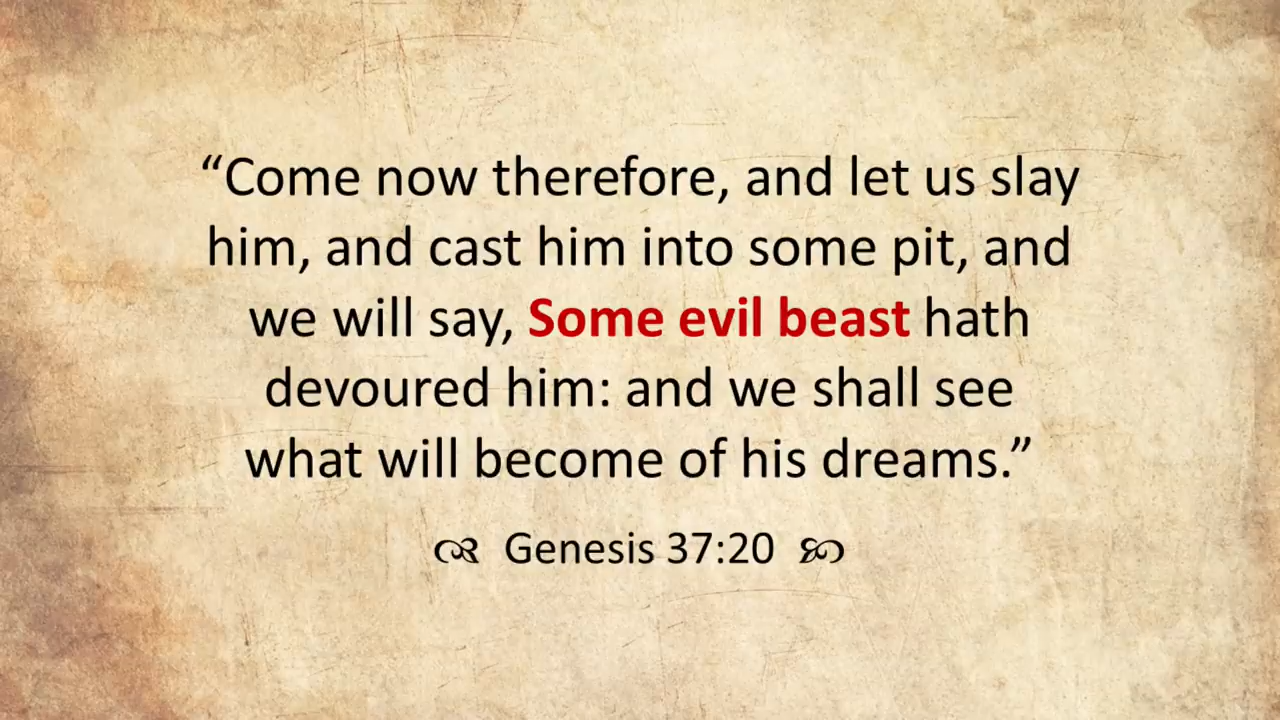 “Come now therefore, and let us slay
him, and cast him into some pit, and
we will say, Some evil beast hath
devoured him: and we shall see
what will become of his dreams.”
Genesis 37:20